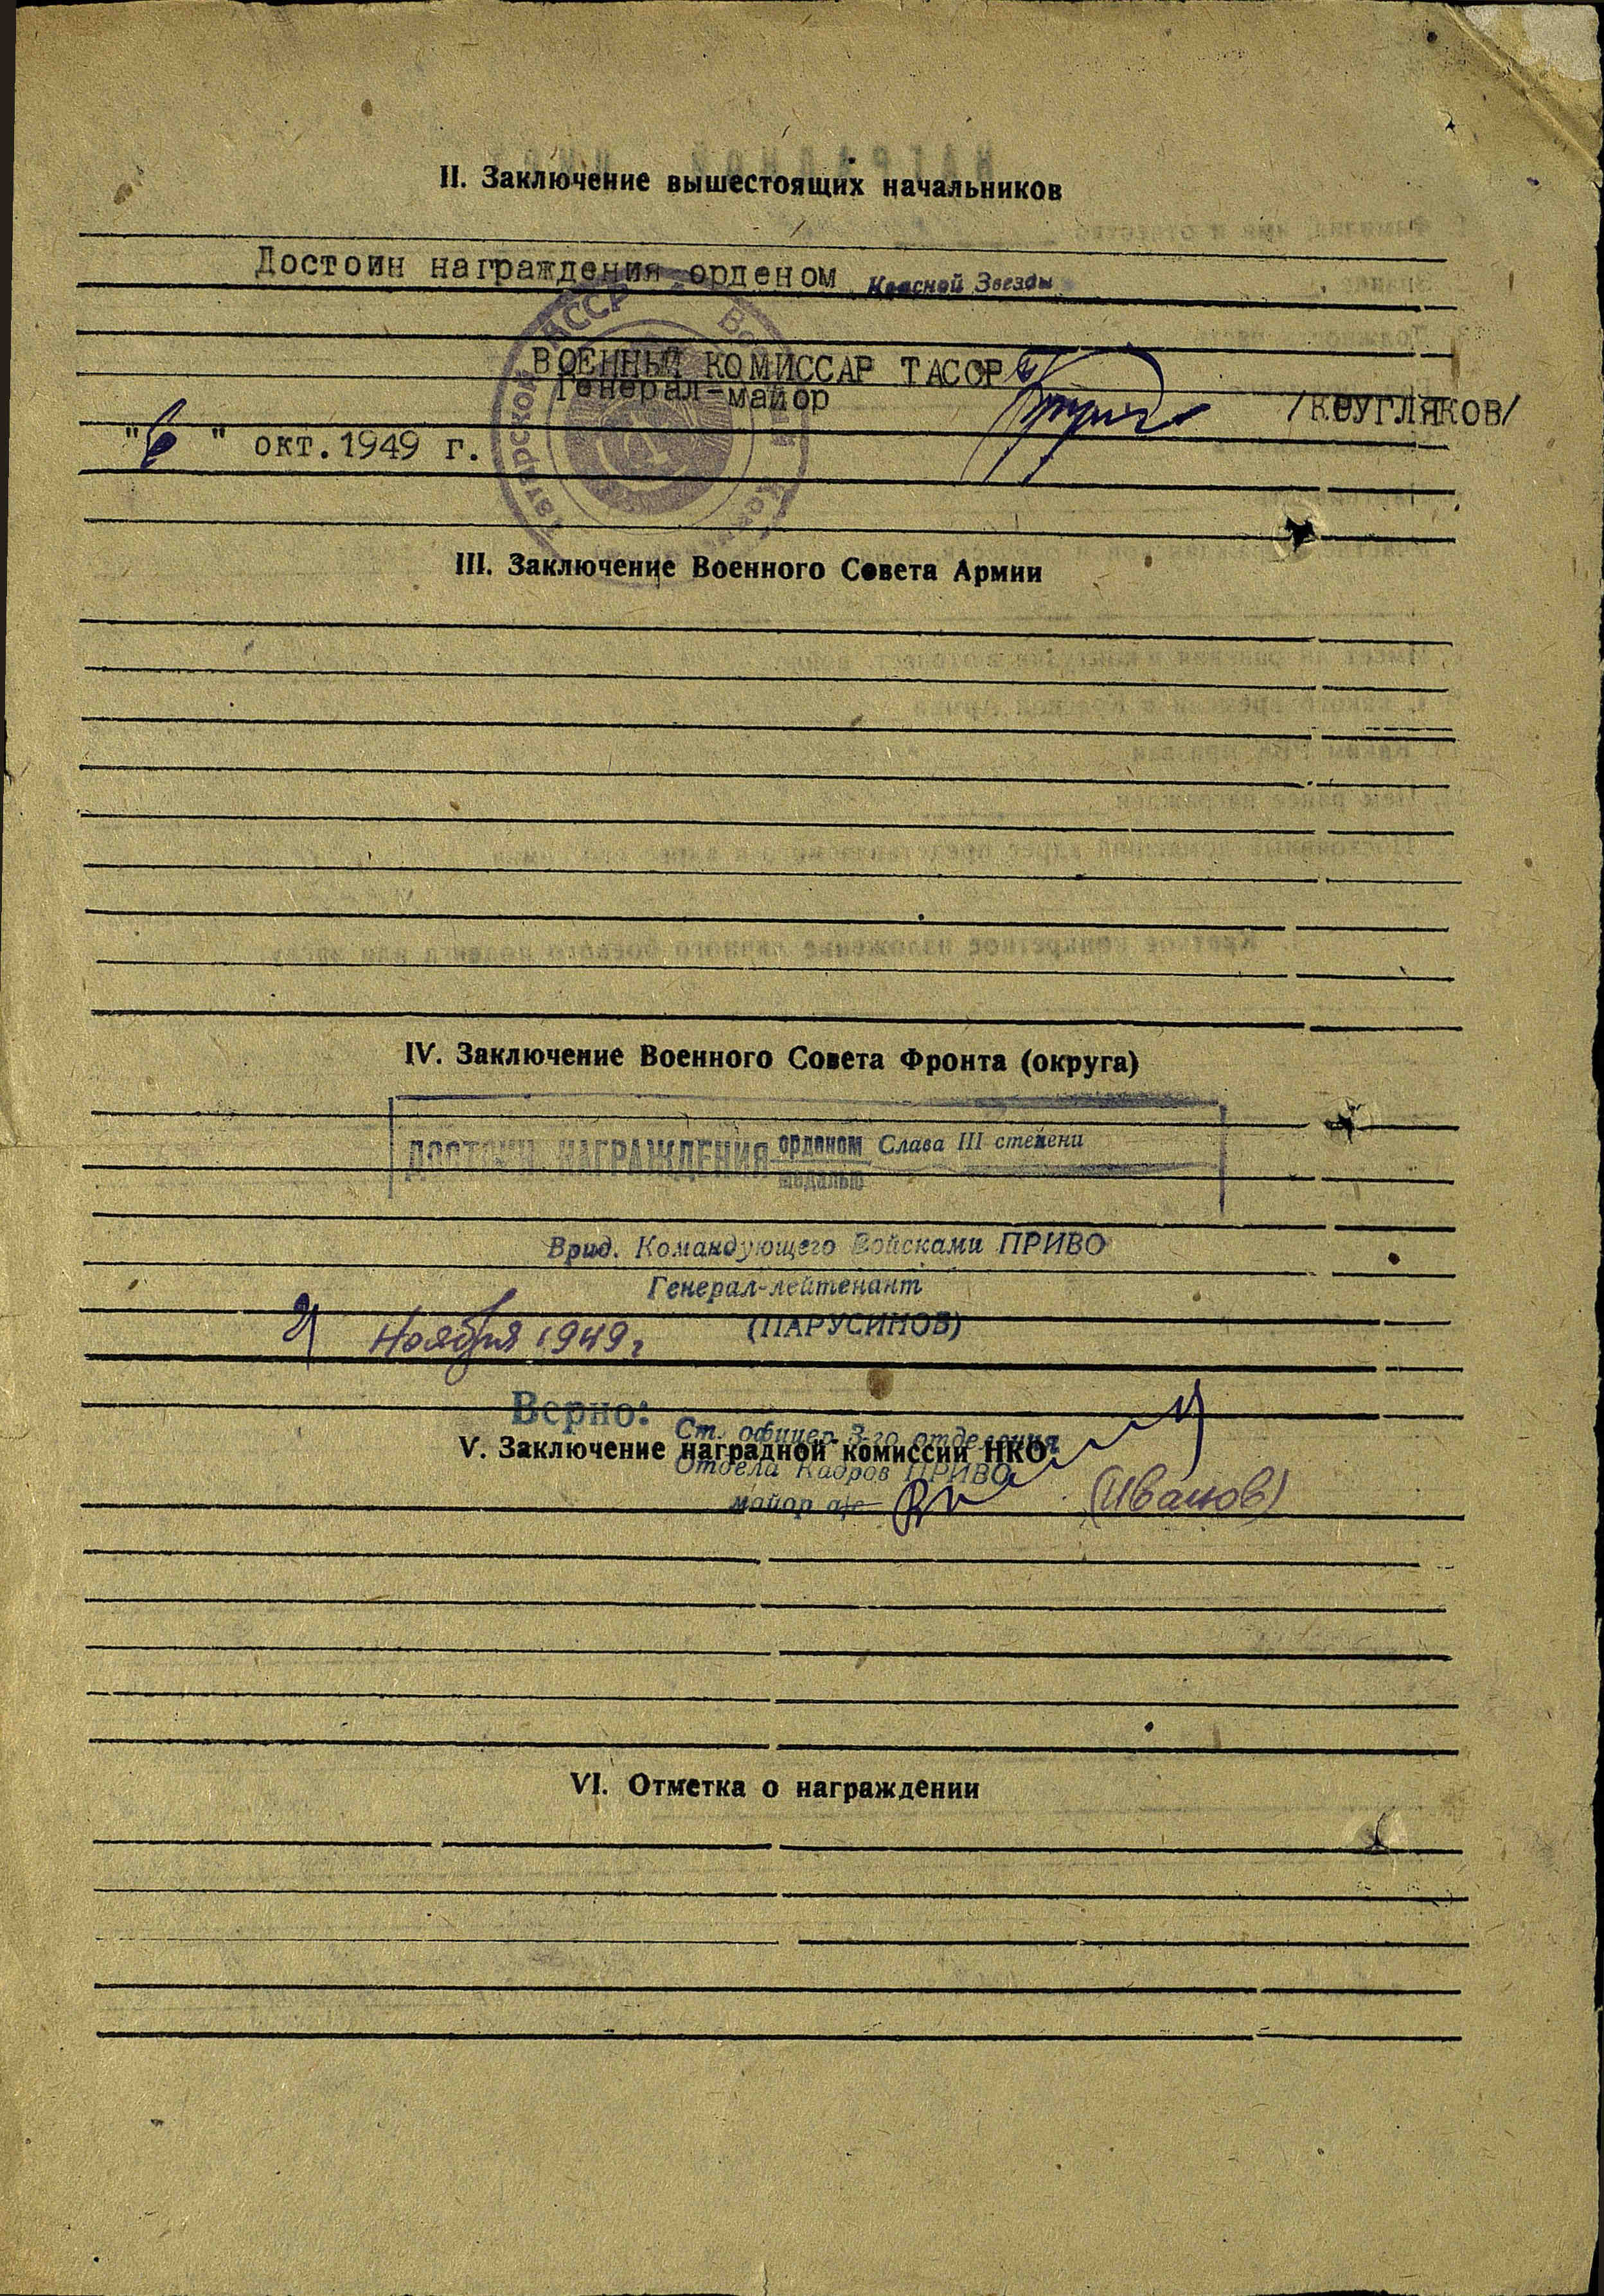 II. Заключение вышестоящих начальников
Достоин награждения орденом Красной Звезды
ВОЕННЫЙ КОМИССАР ТАССР
Генерал-майор
/КРУГЛЯКОВ/
"6" окт. 1949 г.
III. Заключение Военного Совета Армии
IV. Заключение Военного Совета Фронта (округа)
ДОСТОИН НАГРАЖДЕНИЯ орденом Слава III степени
медалью
Врид. Командующего Войсками ПРИВО
Генерал-лейтенант
(ПАРУСИНОВ)
Ноября 1949 г
Верно:
Ст. офицер 3-го отделения
V. Заключение наградной комиссии НКО
Отдела Кадров ПРИВО
майор а/с
(Иванов)
VI. Отметка о награждении